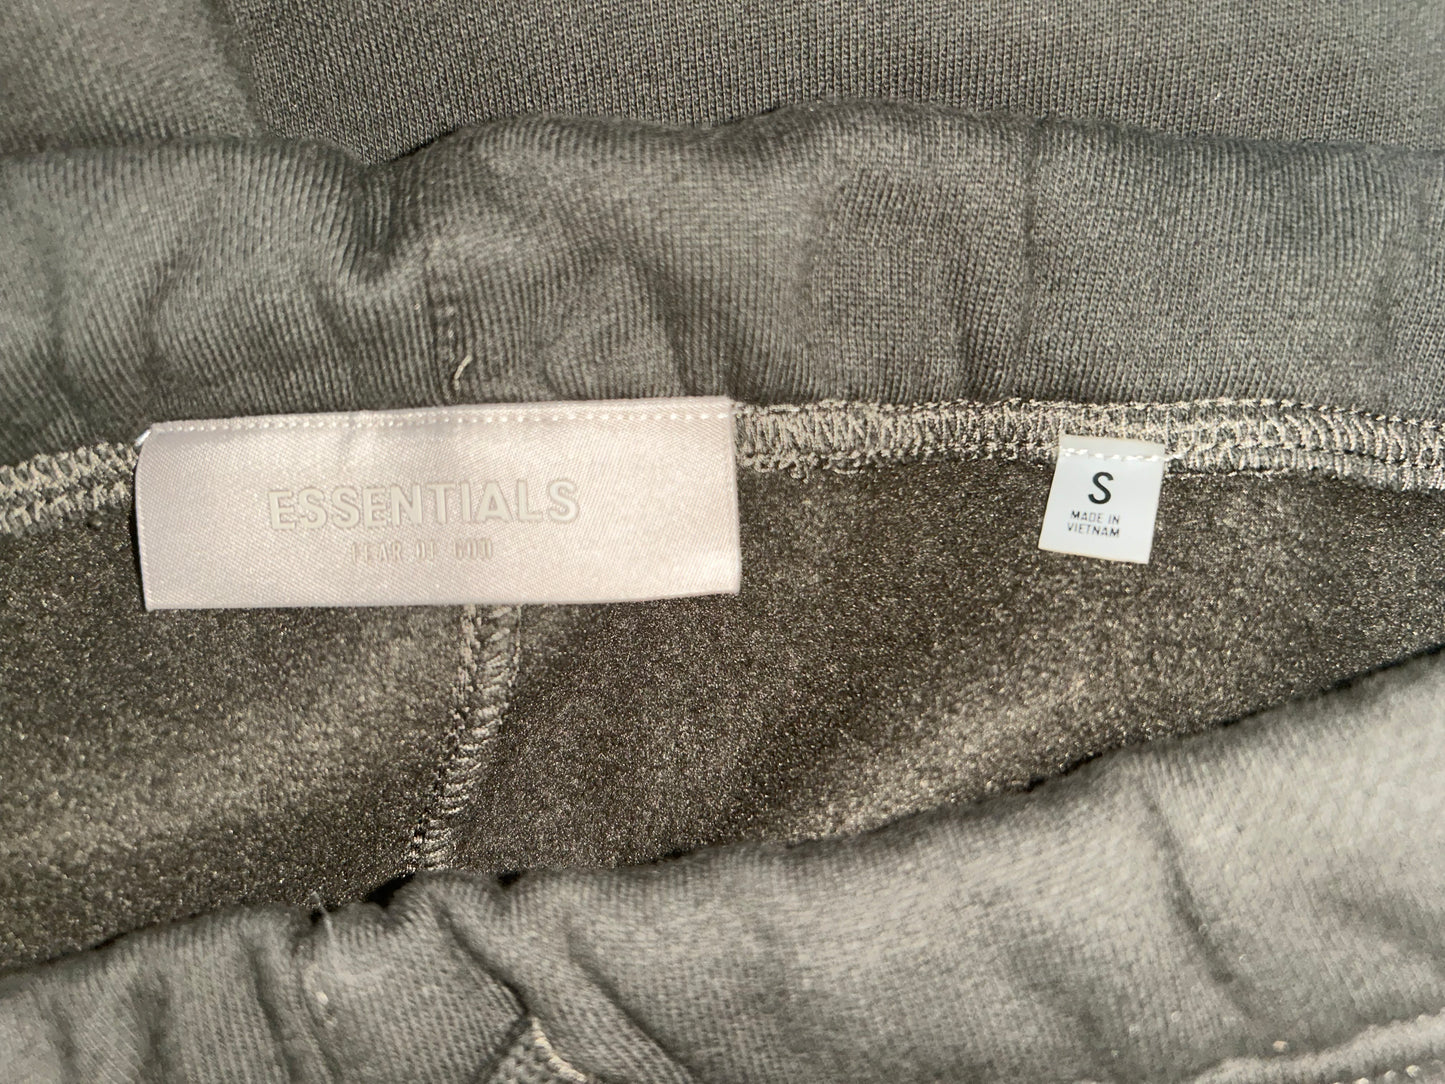 ESSENTIALS
FEAR OF GOD
S
MADE IN
VIETNAM